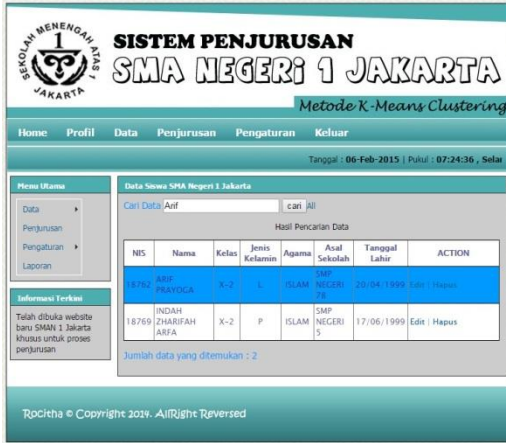 SEKOLAH MENENGAH ATAS 1
JAKARTA
SISTEM PENJURUSAN
SMA NEGERI 1 JAKARTA
Metode K-Means Clustering
Home Profil Data Penjurusan Pengaturan Keluar
Tanggal : 06-Feb-2015 | Pukul : 07:24:36 , Sela
Menu Utama
Data
Penjurusan
Pengaturan
Laporan
Informasi Terkini
Telah dibuka website
baru SMAN 1 Jakarta
khusus untuk proses
penjurusan
Data Siswa SMA Negeri 1 Jakarta
Cari Data Arif cari All
Hasil Pencarian Data
NIS Nama Kelas Jenis Kelamin Agama Asal Sekolah Tanggal Lahir ACTION
18762 ARIF PRAYOGA X-2 L ISLAM SMP NEGERI 78 20/04/1999 Edit | Hapus
18769 INDAH ZHARIFAH ARFA X-2 P ISLAM SMP NEGERI 5 17/06/1999 Edit | Hapus
Jumlah data yang ditemukan : 2
Rocitha © Copyright 2014. AllRight Reversed